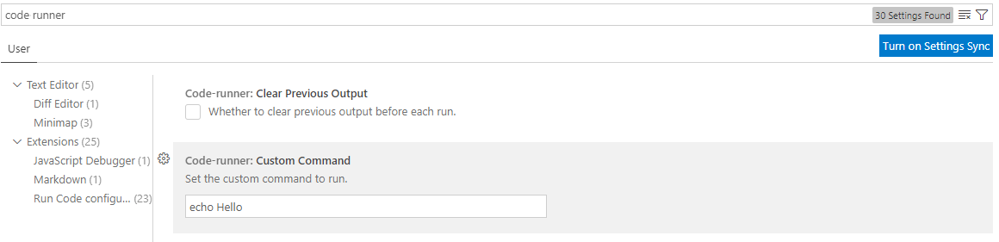 code runner
30 Settings Found
User
Turn on Settings Sync
Text Editor (5)
Diff Editor (1)
Minimap (3)
Extensions (25)
JavaScript Debugger (1)
Markdown (1)
Run Code configu... (23)
Code-runner: Clear Previous Output
Whether to clear previous output before each run.
Code-runner: Custom Command
Set the custom command to run.
echo Hello